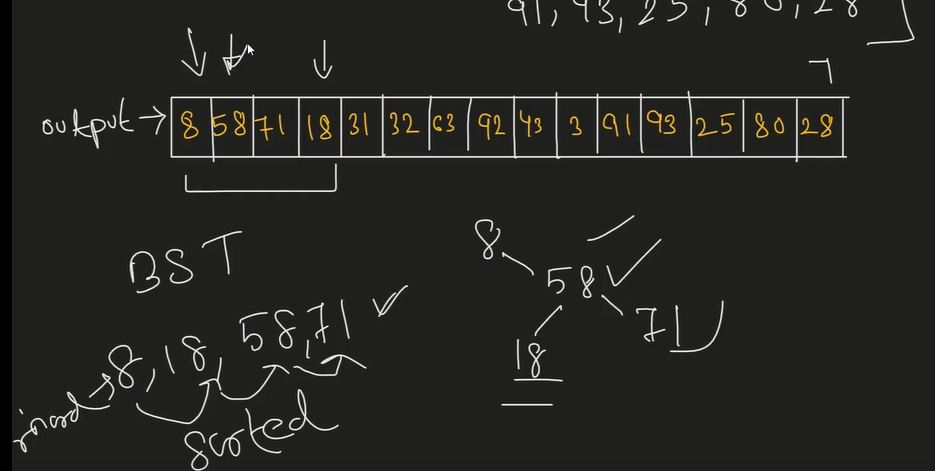 91, 93, 25, 80, 28 ]
output → 8 58 71 18 31 32 63 92 43 3 91 93 25 80 28
BST
8
58
18
71
8, 18, 58, 71
sorted